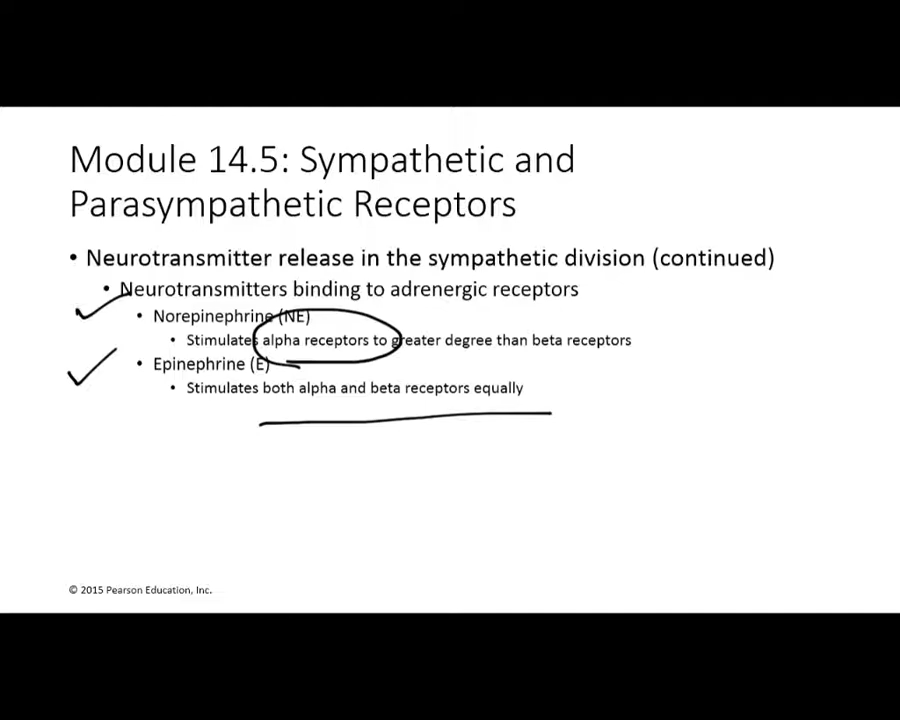 Module 14.5: Sympathetic and
Parasympathetic Receptors
• Neurotransmitter release in the sympathetic division (continued)
• Neurotransmitters binding to adrenergic receptors
• Norepinephrine (NE)
• Stimulates alpha receptors to greater degree than beta receptors
• Epinephrine (E)
• Stimulates both alpha and beta receptors equally
© 2015 Pearson Education, Inc.